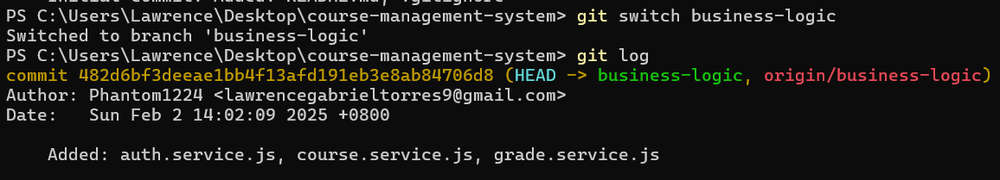 PS C:\Users\Lawrence\Desktop\course-management-system> git switch business-logic
Switched to branch 'business-logic'
PS C:\Users\Lawrence\Desktop\course-management-system> git log
commit 482d6bf3deeae1bb4f13afd191eb3e8ab84706d8 (HEAD -> business-logic, origin/business-logic)
Author: Phantom1224 <lawrencegabrieltorres9@gmail.com>
Date:   Sun Feb 2 14:02:09 2025 +0800
    Added: auth.service.js, course.service.js, grade.service.js